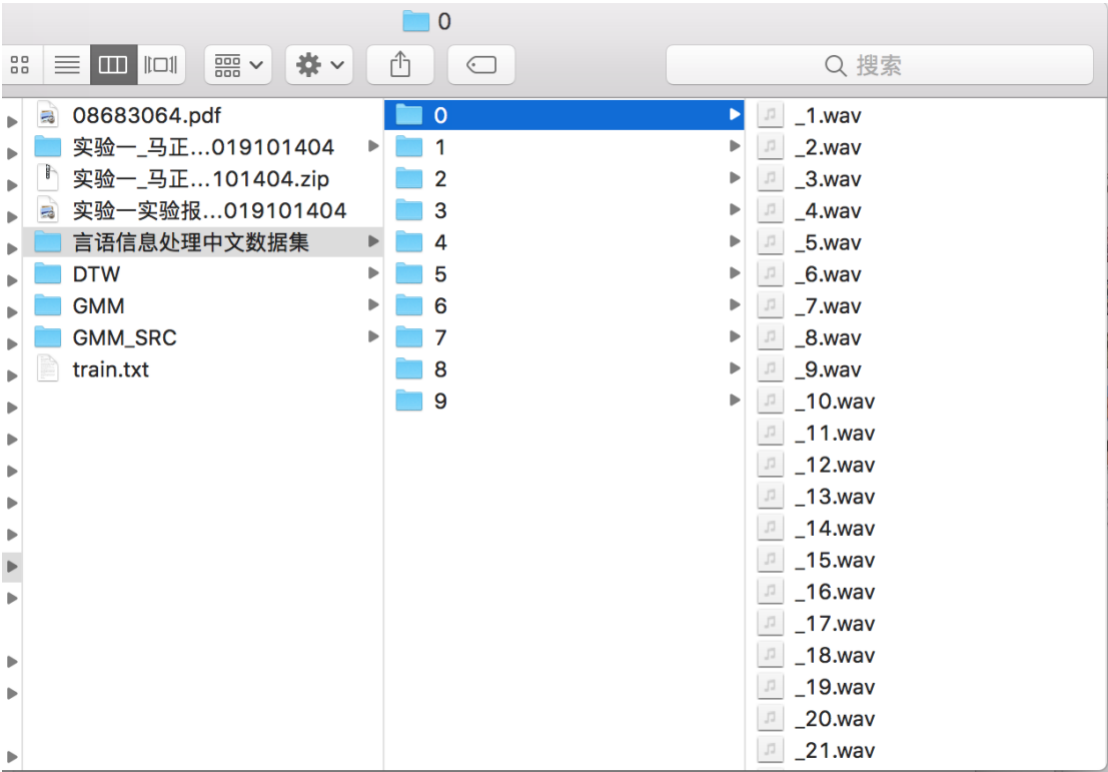 0
搜索
08683064.pdf
实验一_马正...019101404
实验一_马正...101404.zip
实验一实验报...019101404
言语信息处理中文数据集
DTW
GMM
GMM_SRC
train.txt
0
1
2
3
4
5
6
7
8
9
_1.wav
_2.wav
_3.wav
_4.wav
_5.wav
_6.wav
_7.wav
_8.wav
_9.wav
_10.wav
_11.wav
_12.wav
_13.wav
_14.wav
_15.wav
_16.wav
_17.wav
_18.wav
_19.wav
_20.wav
_21.wav